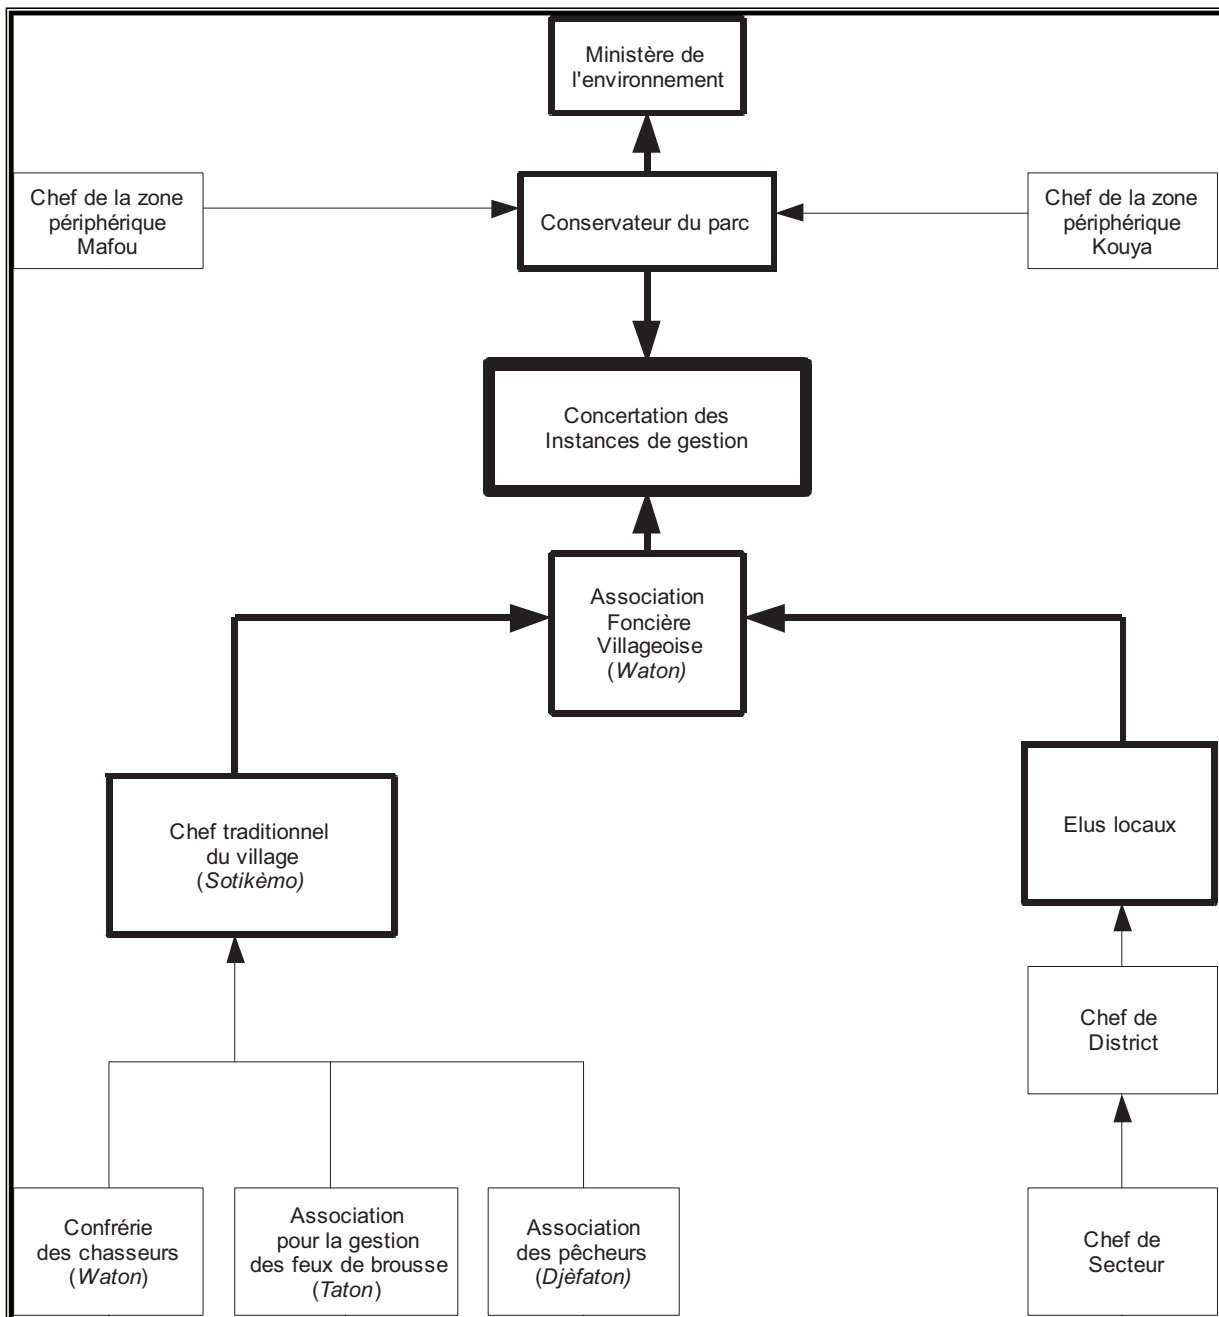 Ministère de
l'environnement
Chef de la zone
périphérique
Mafou
Conservateur du parc
Chef de la zone
périphérique
Kouya
Concertation des
Instances de gestion
Association
Foncière
Villageoise
(Waton)
Chef traditionnel
du village
(Sotikèmo)
Elus locaux
Chef de
District
Confrérie
des chasseurs
(Waton)
Association
pour la gestion
des feux de brousse
(Taton)
Association
des pêcheurs
(Djèfaton)
Chef de
Secteur